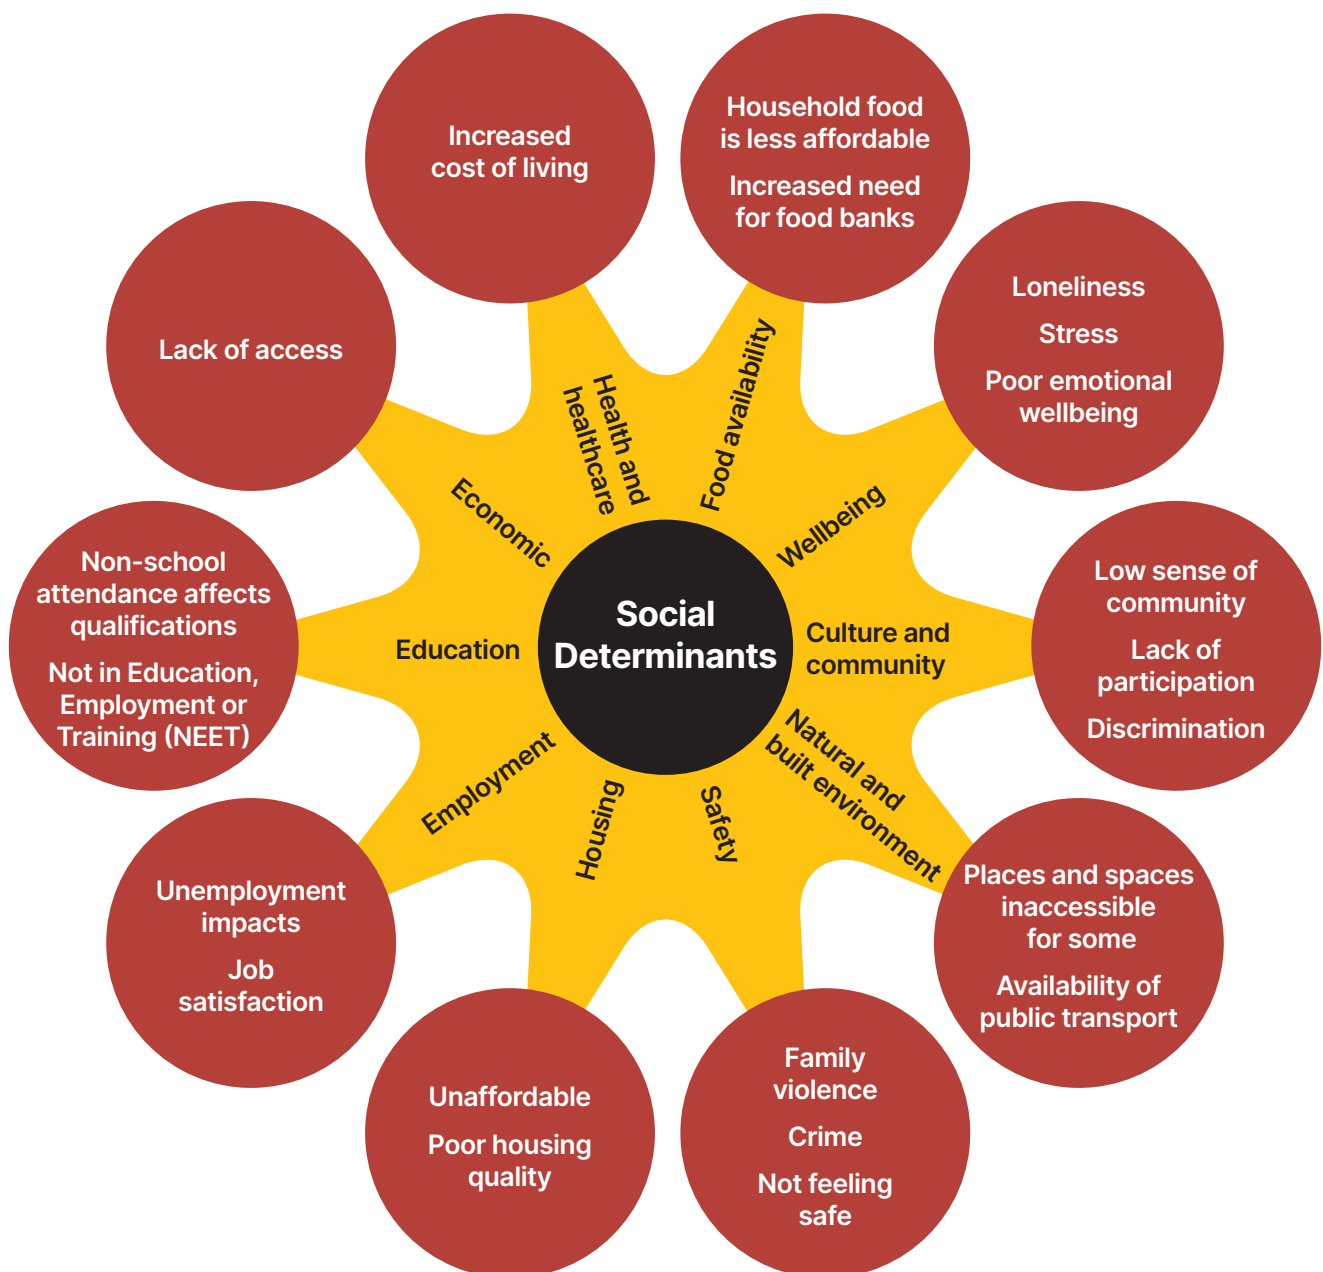 Increased
cost of living
Household food
is less affordable
Increased need
for food banks
Loneliness
Stress
Poor emotional
wellbeing
Lack of access
Low sense of
community
Lack of
participation
Discrimination
Non-school
attendance affects
qualifications
Not in Education,
Employment or
Training (NEET)
Places and spaces
inaccessible
for some
Availability of
public transport
Unemployment
impacts
Job
satisfaction
Family
violence
Crime
Not feeling
safe
Unaffordable
Poor housing
quality
Health and
healthcare
Food availability
Wellbeing
Culture and
community
Natural and
built environment
Safety
Housing
Employment
Education
Economic
Social
Determinants